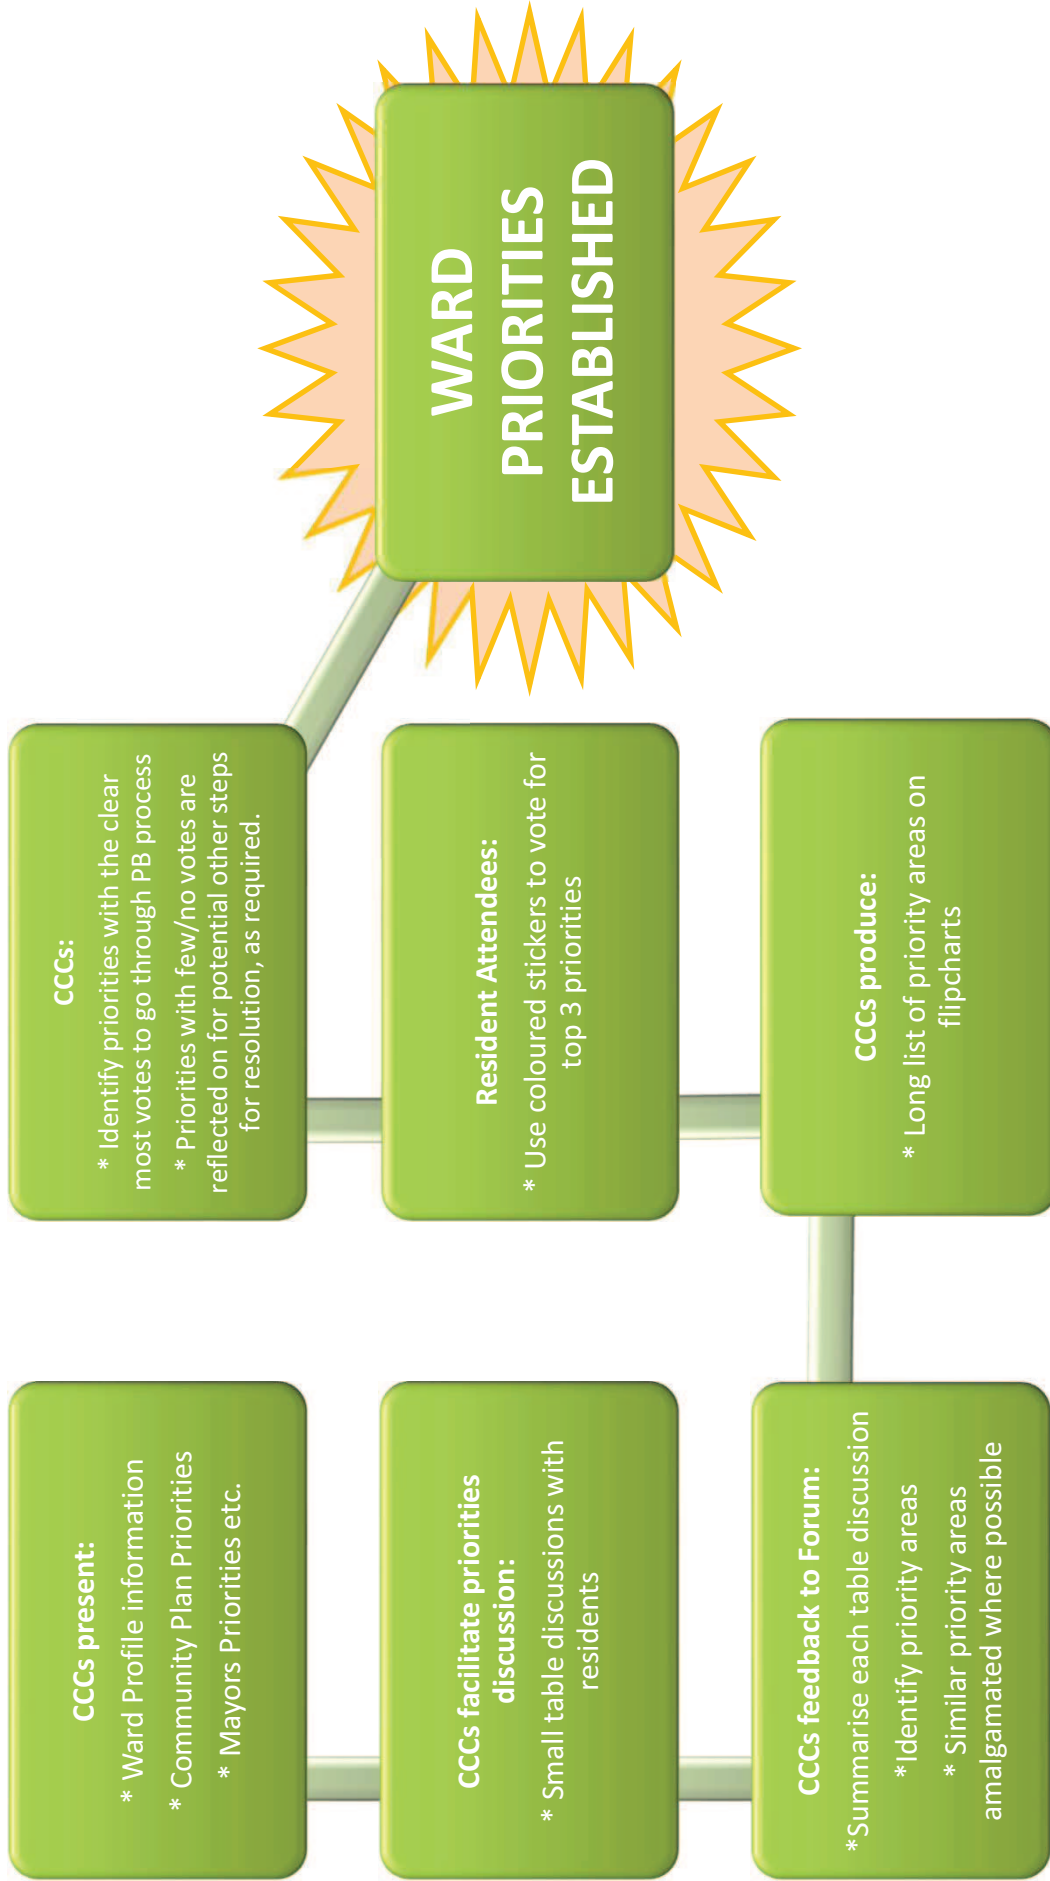 CCCs present:
* Ward Profile information
* Community Plan Priorities
* Mayors Priorities etc.
CCCs facilitate priorities
discussion:
* Small table discussions with
residents
CCCs feedback to Forum:
*Summarise each table discussion
*Identify priority areas
* Similar priority areas
amalgamated where possible
CCCs produce:
* Long list of priority areas on
flipcharts
Resident Attendees:
* Use coloured stickers to vote for
top 3 priorities
CCCs:
* Identify priorities with the clear
most votes to go through PB process
* Priorities with few/no votes are
reflected on for potential other steps
for resolution, as required.
WARD
PRIORITIES
ESTABLISHED